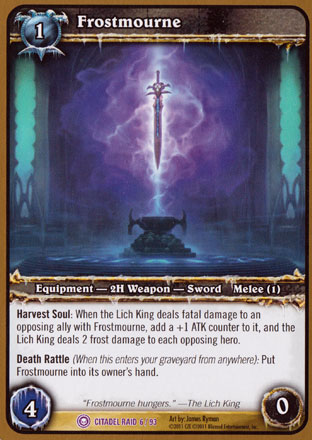 1
Frostmourne
Equipment — 2H Weapon — Sword Melee (1)
Harvest Soul: When the Lich King deals fatal damage to an
opposing ally with Frostmourne, add a +1 ATK counter to it, and the
Lich King deals 2 frost damage to each opposing hero.
Death Rattle (When this enters your graveyard from anywhere): Put
Frostmourne into its owner's hand.
"Frostmourne hungers." —The Lich King
4
CITADEL RAID 6/93
Art by: James Ryman
0